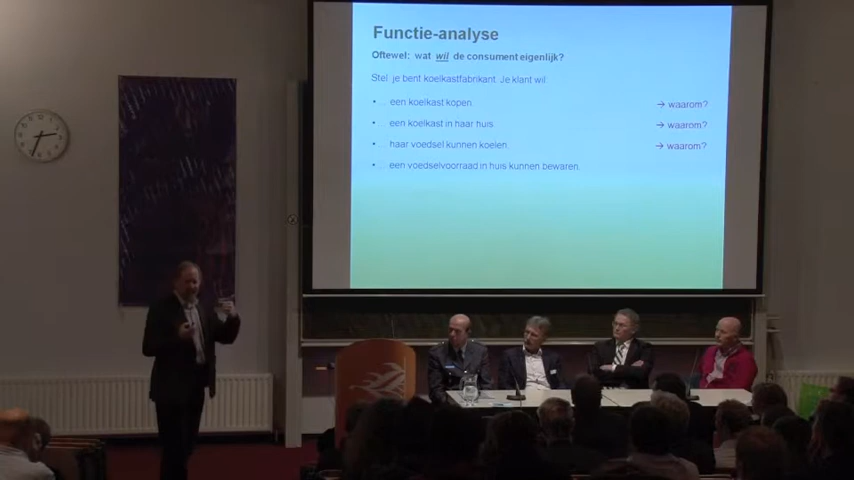 Functie-analyse
Oftewel: wat wil de consument eigenlijk?
Stel je bent koelkastfabrikant. Je klant wil:
• ... een koelkast kopen. → waarom?
• ... een koelkast in haar huis. → waarom?
• ... haar voedsel kunnen koelen. → waarom?
• ... een voedselvoorraad in huis kunnen bewaren.